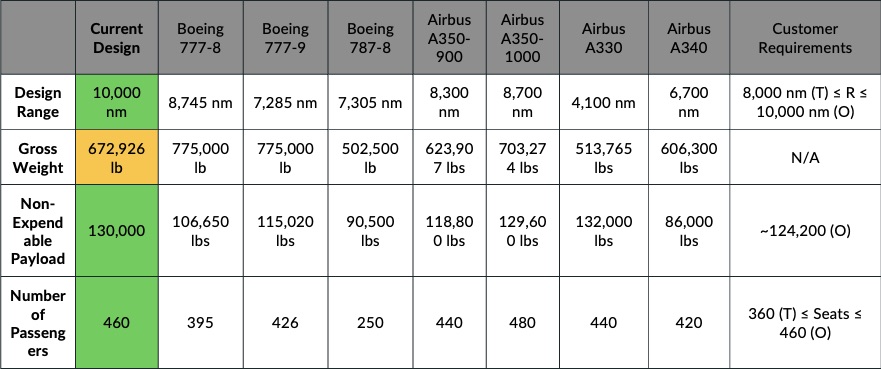 Current Design
Boeing 777-8
Boeing 777-9
Boeing 787-8
Airbus A350-900
Airbus A350-1000
Airbus A330
Airbus A340
Customer Requirements
Design Range
10,000 nm
8,745 nm
7,285 nm
7,305 nm
8,300 nm
8,700 nm
4,100 nm
6,700 nm
8,000 nm (T) ≤ R ≤ 10,000 nm (O)
Gross Weight
672,926 lb
775,000 lb
775,000 lb
502,500 lb
623,907 lbs
703,274 lbs
513,765 lbs
606,300 lbs
N/A
Non-Expendable Payload
130,000
106,650 lbs
115,020 lbs
90,500 lbs
118,800 lbs
129,600 lbs
132,000 lbs
86,000 lbs
~124,200 (O)
Number of Passengers
460
395
426
250
440
480
440
420
360 (T) ≤ Seats ≤ 460 (O)